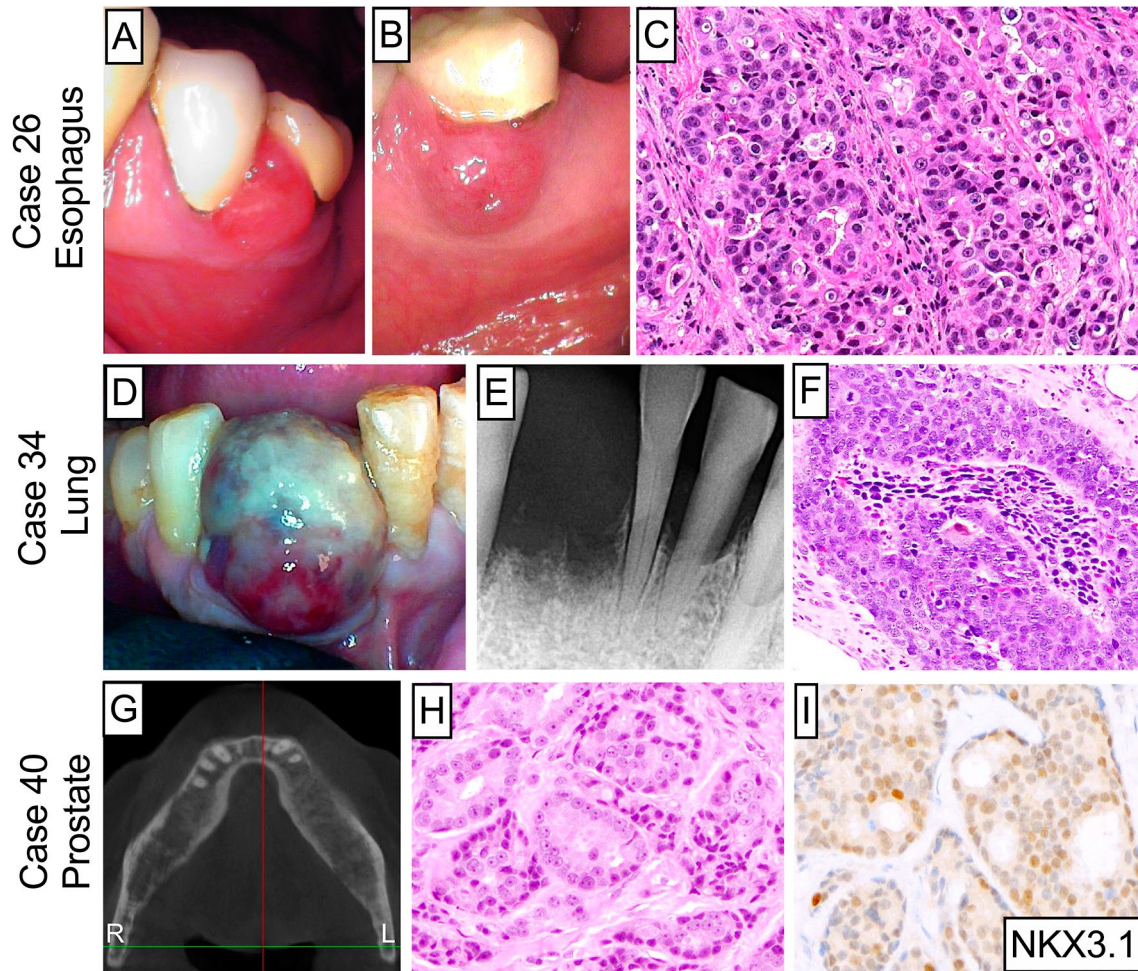 Case 26
Esophagus
A
B
C
Case 34
Lung
D
E
F
Case 40
Prostate
G
R
L
H
I
NKX3.1